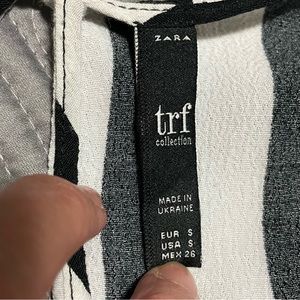 ZARA
trf
collection
MADE IN
UKRAINE
EUR S
USA S
MEX 26